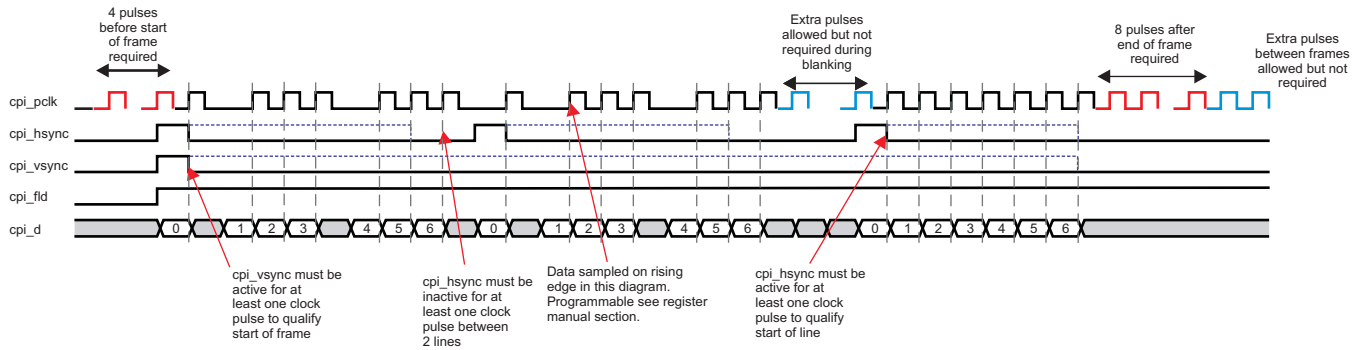 4 pulses
before start
of frame
required
Extra pulses
allowed but not
required during
blanking
8 pulses after
end of frame
required
Extra pulses
between frames
allowed but not
required
cpi_pclk
cpi_hsync
cpi_vsync
cpi_fld
cpi_d
0 1 2 3 4 5 6 0 1 2 3 4 5 6 0 1 2 3 4 5 6
cpi_vsync must be
active for at
least one clock
pulse to qualify
start of frame
cpi_hsync must be
inactive for at
least one clock
pulse between
2 lines
Data sampled on rising
edge in this diagram.
Programmable see register
manual section.
cpi_hsync must be
active for at
least one clock
pulse to qualify
start of line